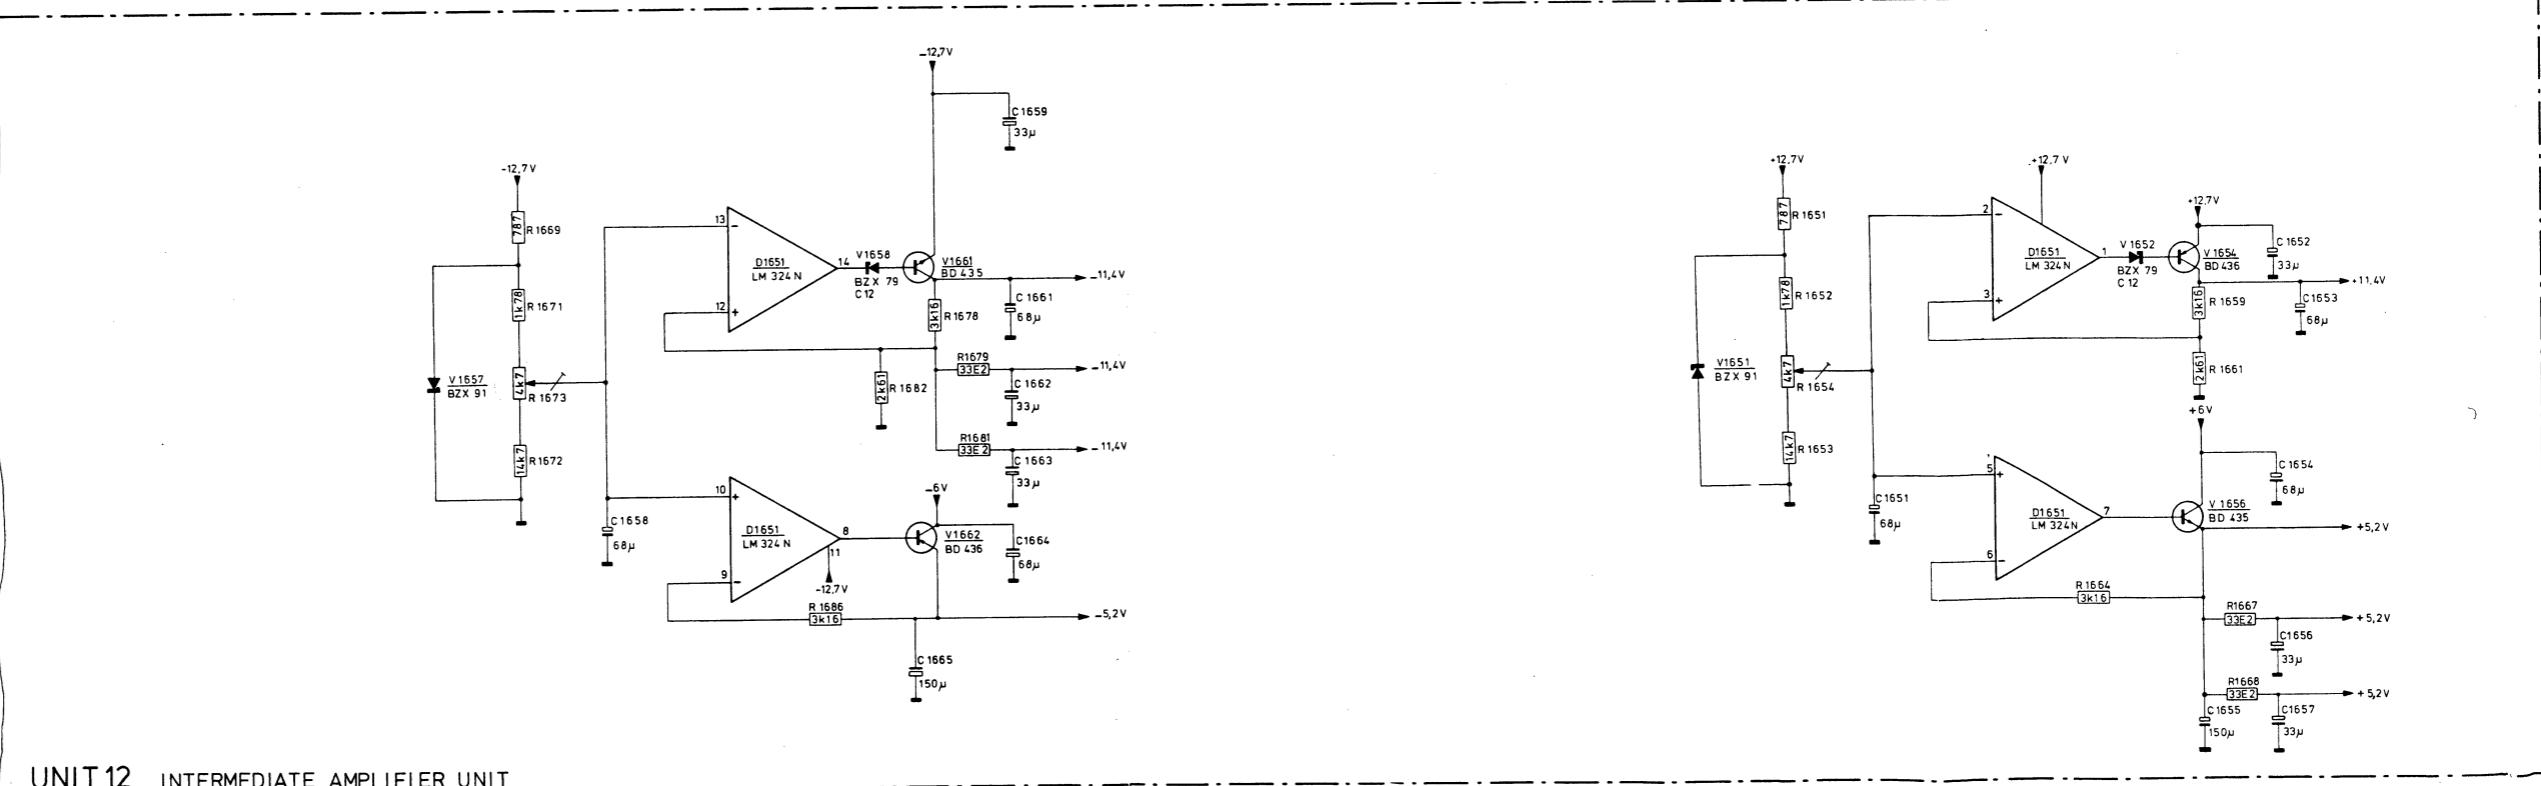 -12,7V
C1659
33µ
-12,7V
787
R1669
1k78
R1671
V1657
BZX 91
4k7
R1673
14k7
R1672
C1658
68µ
13
-
D1651
LM 324 N
12
+
14
V1658
BZX 79
C12
V1661
BD 435
-11,4V
C1661
68µ
3k16
R1678
2k61
R1682
R1679
33E2
-11,4V
C1662
33µ
R1681
33E2
-11,4V
C1663
33µ
10
+
D1651
LM 324 N
9
-
8
11
-12,7V
-6V
V1662
BD 436
C1664
68µ
R1686
3k16
-5,2V
C1665
150µ
+12,7V
787
R1651
1k78
R1652
V1651
BZX 91
4k7
R1654
14k7
R1653
C1651
68µ
+12,7V
2
-
D1651
LM 324 N
3
+
1
V1652
BZX 79
C12
+12,7V
V1654
BD436
C1652
33µ
+11,4V
C1653
68µ
3k16
R1659
2k61
R1661
+6V
C1654
68µ
5
+
D1651
LM 324 N
6
-
7
V1656
BD 435
+5,2V
R1664
3k16
R1667
33E2
+5,2V
C1656
33µ
R1668
33E2
+5,2V
C1655
150µ
C1657
33µ
UNIT 12 INTERMEDIATE AMPLIFIER UNIT